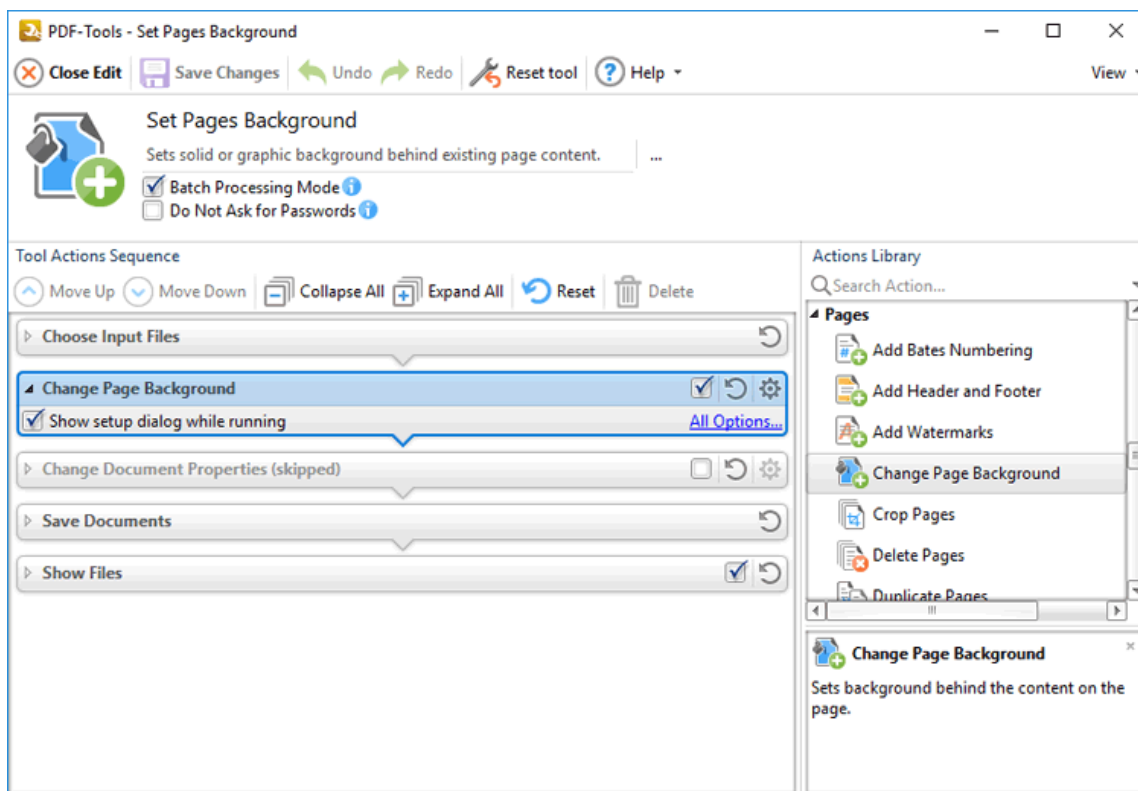 PDF-Tools - Set Pages Background
Close Edit Save Changes Undo Redo Reset tool Help View
Set Pages Background
Sets solid or graphic background behind existing page content. ...
Batch Processing Mode
Do Not Ask for Passwords
Tool Actions Sequence
Move Up Move Down Collapse All Expand All Reset Delete
Choose Input Files
Change Page Background
Show setup dialog while running All Options...
Change Document Properties (skipped)
Save Documents
Show Files
Actions Library
Search Action...
Pages
Add Bates Numbering
Add Header and Footer
Add Watermarks
Change Page Background
Crop Pages
Delete Pages
Duplicate Pages
Change Page Background
Sets background behind the content on the
page.